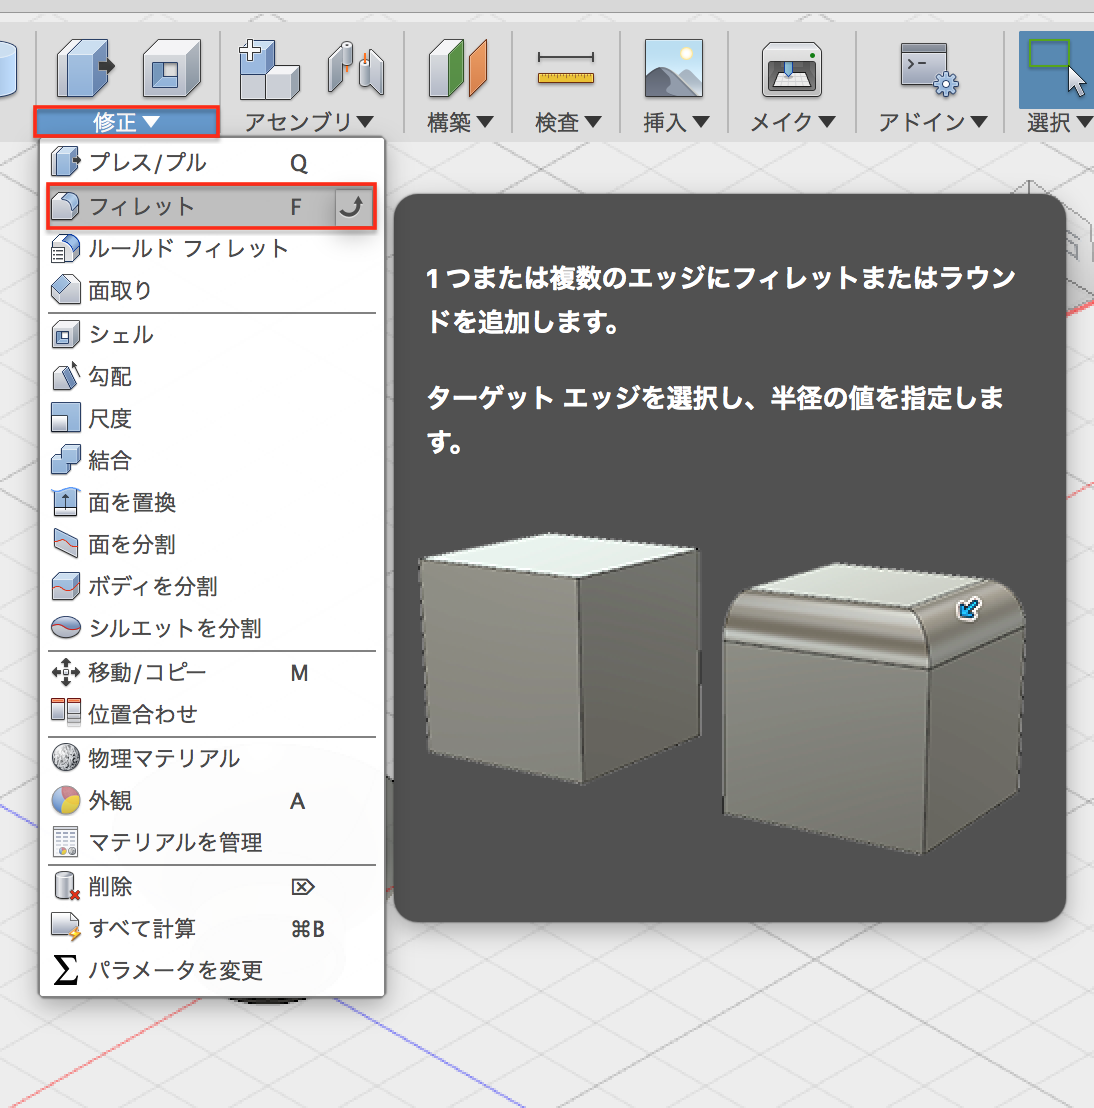 修正▼
アセンブリ▼
構築▼
検査▼
挿入▼
メイク▼
アドイン▼
選択▼
プレス/プル Q
フィレット F
ルールド フィレット
面取り
シェル
勾配
尺度
結合
面を置換
面を分割
ボディを分割
シルエットを分割
移動/コピー M
位置合わせ
物理マテリアル
外観 A
マテリアルを管理
削除 ⌦
すべて計算 ⌘B
パラメータを変更
1 つまたは複数のエッジにフィレットまたはラウン
ドを追加します。
ターゲット エッジを選択し、半径の値を指定しま
す。